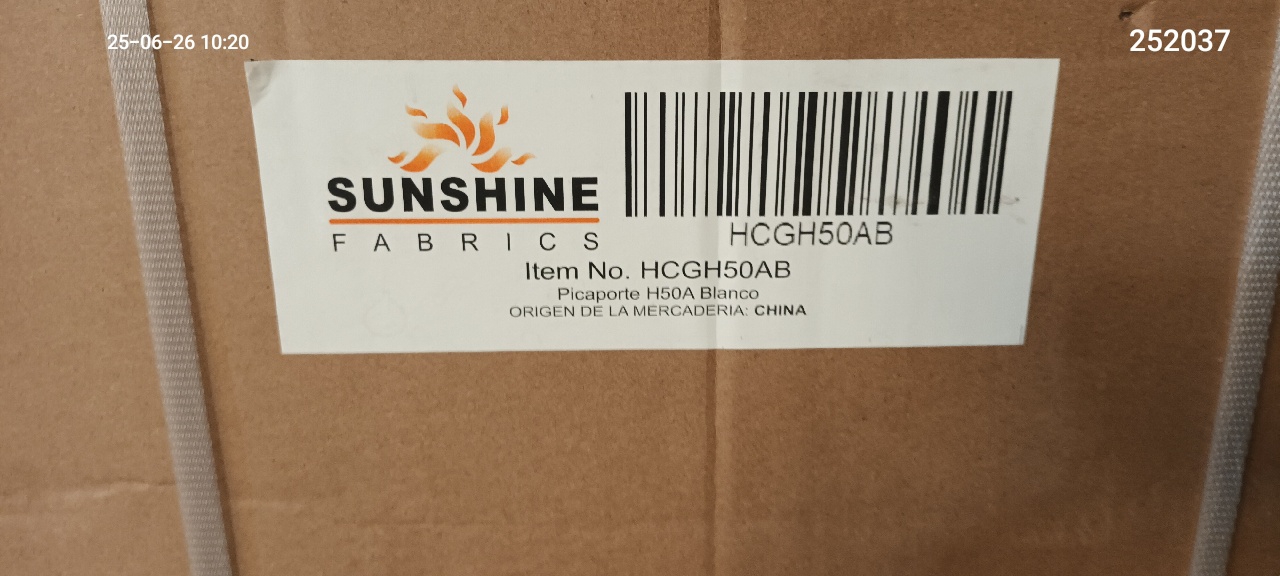 25-06-26 10:20
252037
SUNSHINE
FABRICS
HCGH50AB
Item No. HCGH50AB
Picaporte H50A Blanco
ORIGEN DE LA MERCADERIA: CHINA